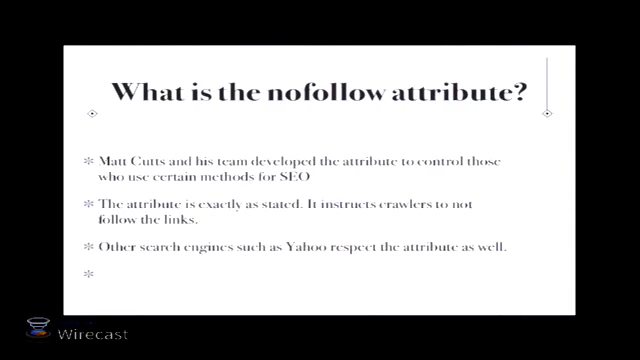 What is the nofollow attribute?
Matt Cutts and his team developed the attribute to control those
who use certain methods for SEO
The attribute is exactly as stated. It instructs crawlers to not
follow the links.
Other search engines such as Yahoo respect the attribute as well.
Wirecast